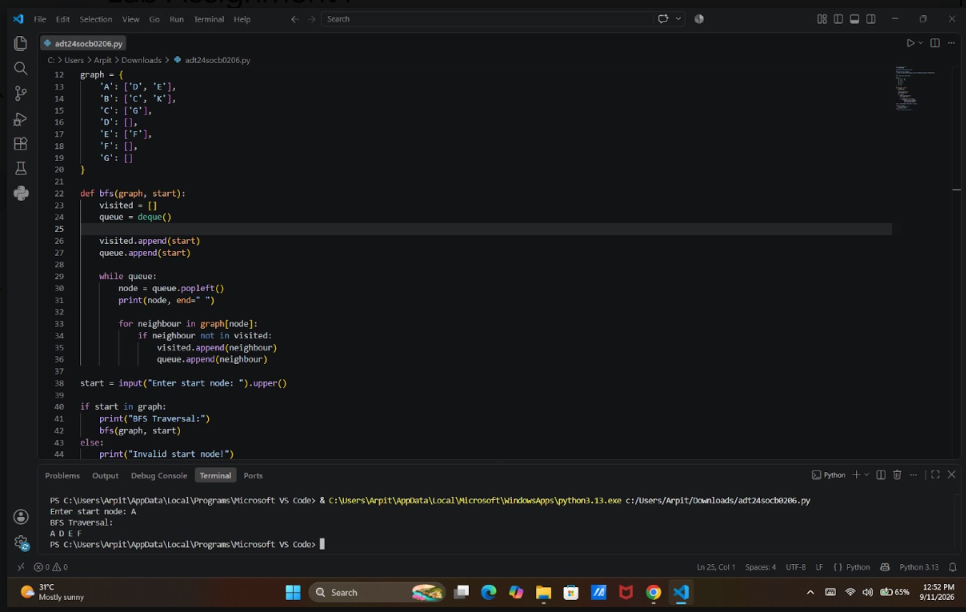 File Edit Selection View Go Run Terminal Help
Search
adt24socb0206.py
C: > Users > Arpit > Downloads > adt24socb0206.py
12 graph = {
13     'A': ['D', 'E'],
14     'B': ['C', 'K'],
15     'C': ['G'],
16     'D': [],
17     'E': ['F'],
18     'F': [],
19     'G': []
20 }
21
22 def bfs(graph, start):
23     visited = []
24     queue = deque()
25
26     visited.append(start)
27     queue.append(start)
28
29     while queue:
30         node = queue.popleft()
31         print(node, end=" ")
32
33         for neighbour in graph[node]:
34             if neighbour not in visited:
35                 visited.append(neighbour)
36                 queue.append(neighbour)
37
38 start = input("Enter start node: ").upper()
39
40 if start in graph:
41     print("BFS Traversal:")
42     bfs(graph, start)
43 else:
44     print("Invalid start node!")
Problems Output Debug Console Terminal Ports
Python
PS C:\Users\Arpit\AppData\Local\Programs\Microsoft VS Code> & C:\Users\Arpit\AppData\Local\Microsoft\WindowsApps\python3.13.exe c:/Users/Arpit/Downloads/adt24socb0206.py
Enter start node: A
BFS Traversal:
A D E F
PS C:\Users\Arpit\AppData\Local\Programs\Microsoft VS Code>
0 0
Ln 25, Col 1 Spaces: 4 UTF-8 LF {} Python Python 3.13
31°C
Mostly sunny
Search
65%
12:52 PM
9/11/2026